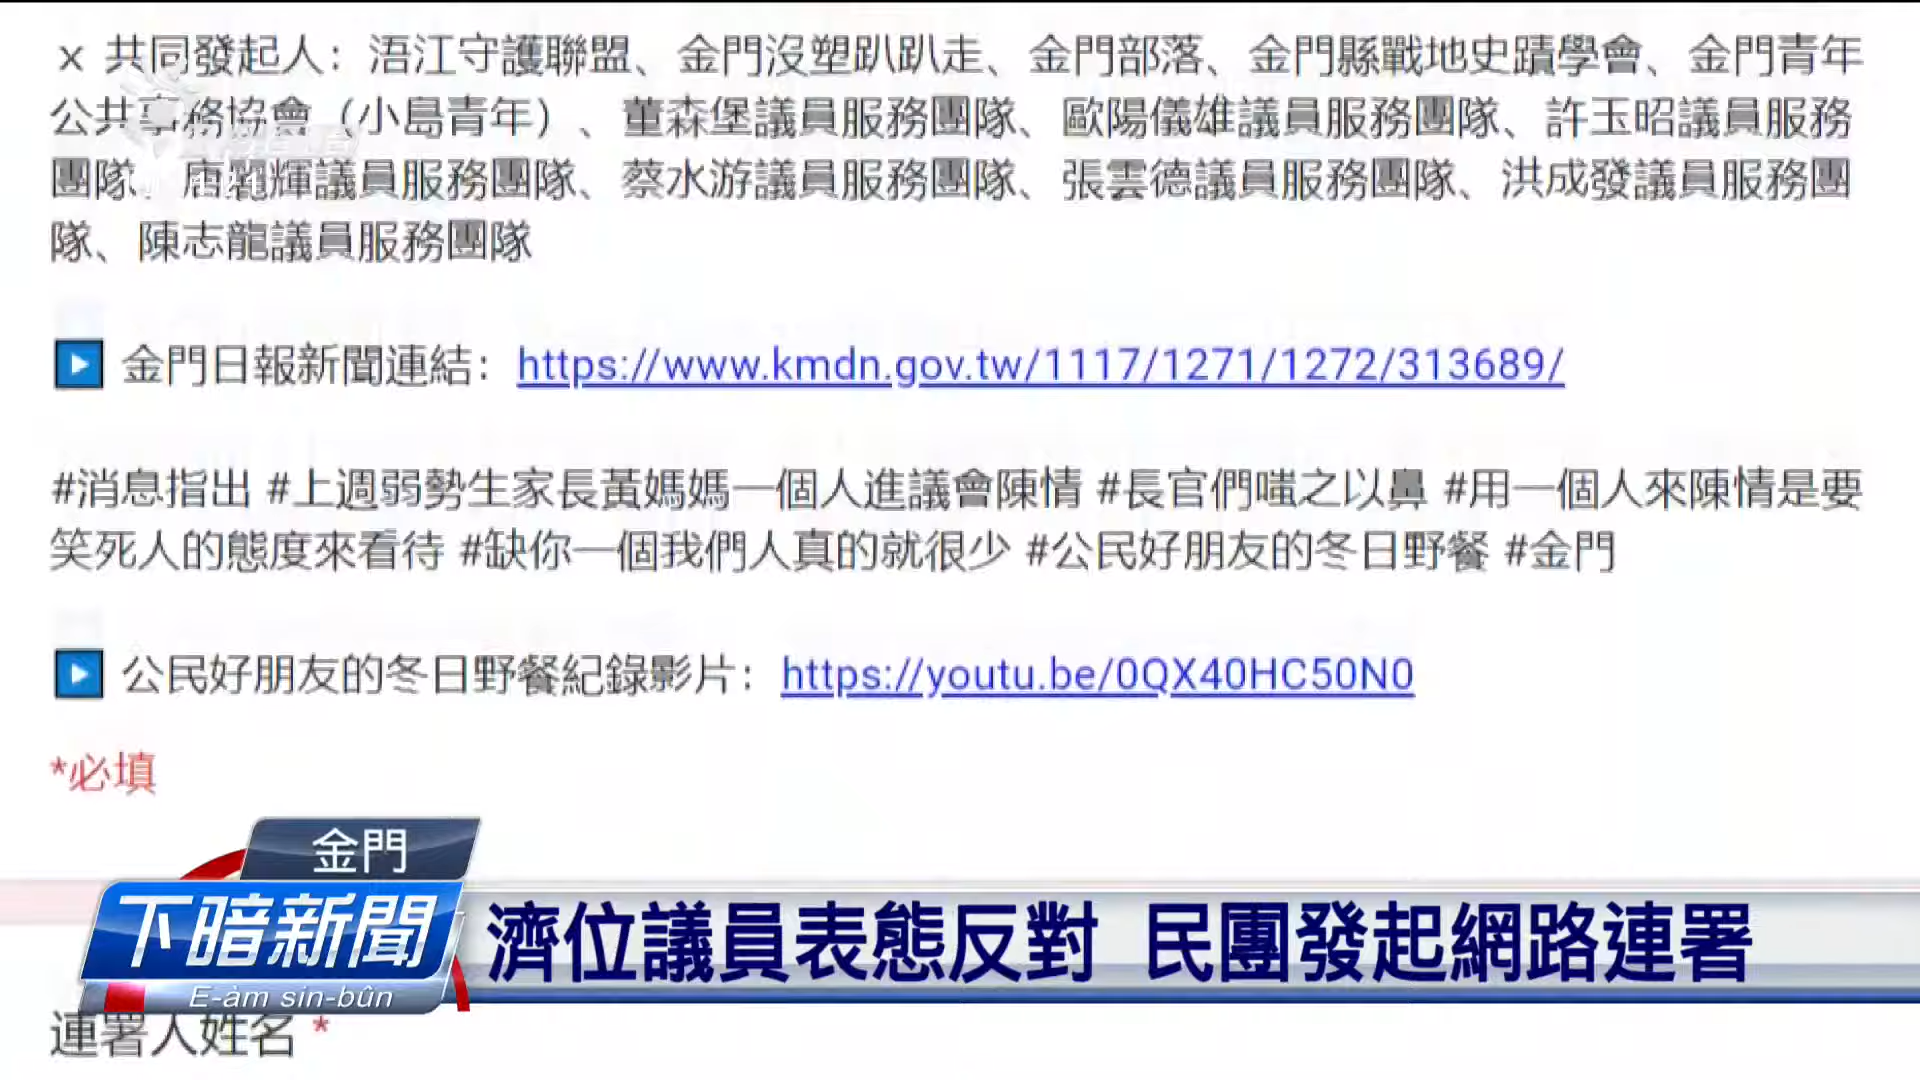 x 共同發起人：浯江守護聯盟、金門沒塑趴趴走、金門部落、金門縣戰地史蹟學會、金門青年
公共事務協會（小島青年）、董森堡議員服務團隊、歐陽儀雄議員服務團隊、許玉昭議員服務
團隊、唐麗輝議員服務團隊、蔡水游議員服務團隊、張雲德議員服務團隊、洪成發議員服務團
隊、陳志龍議員服務團隊
金門日報新聞連結：https://www.kmdn.gov.tw/1117/1271/1272/313689/
#消息指出 #上週弱勢生家長黃媽媽一個人進議會陳情 #長官們嗤之以鼻 #用一個人來陳情是要
笑死人的態度來看待 #缺你一個我們人真的就很少 #公民好朋友的冬日野餐 #金門
公民好朋友的冬日野餐紀錄影片：https://youtu.be/0QX40HC50N0
*必填
金門
下暗新聞
E-àm sin-bûn
濟位議員表態反對 民團發起網路連署
連署人姓名 *